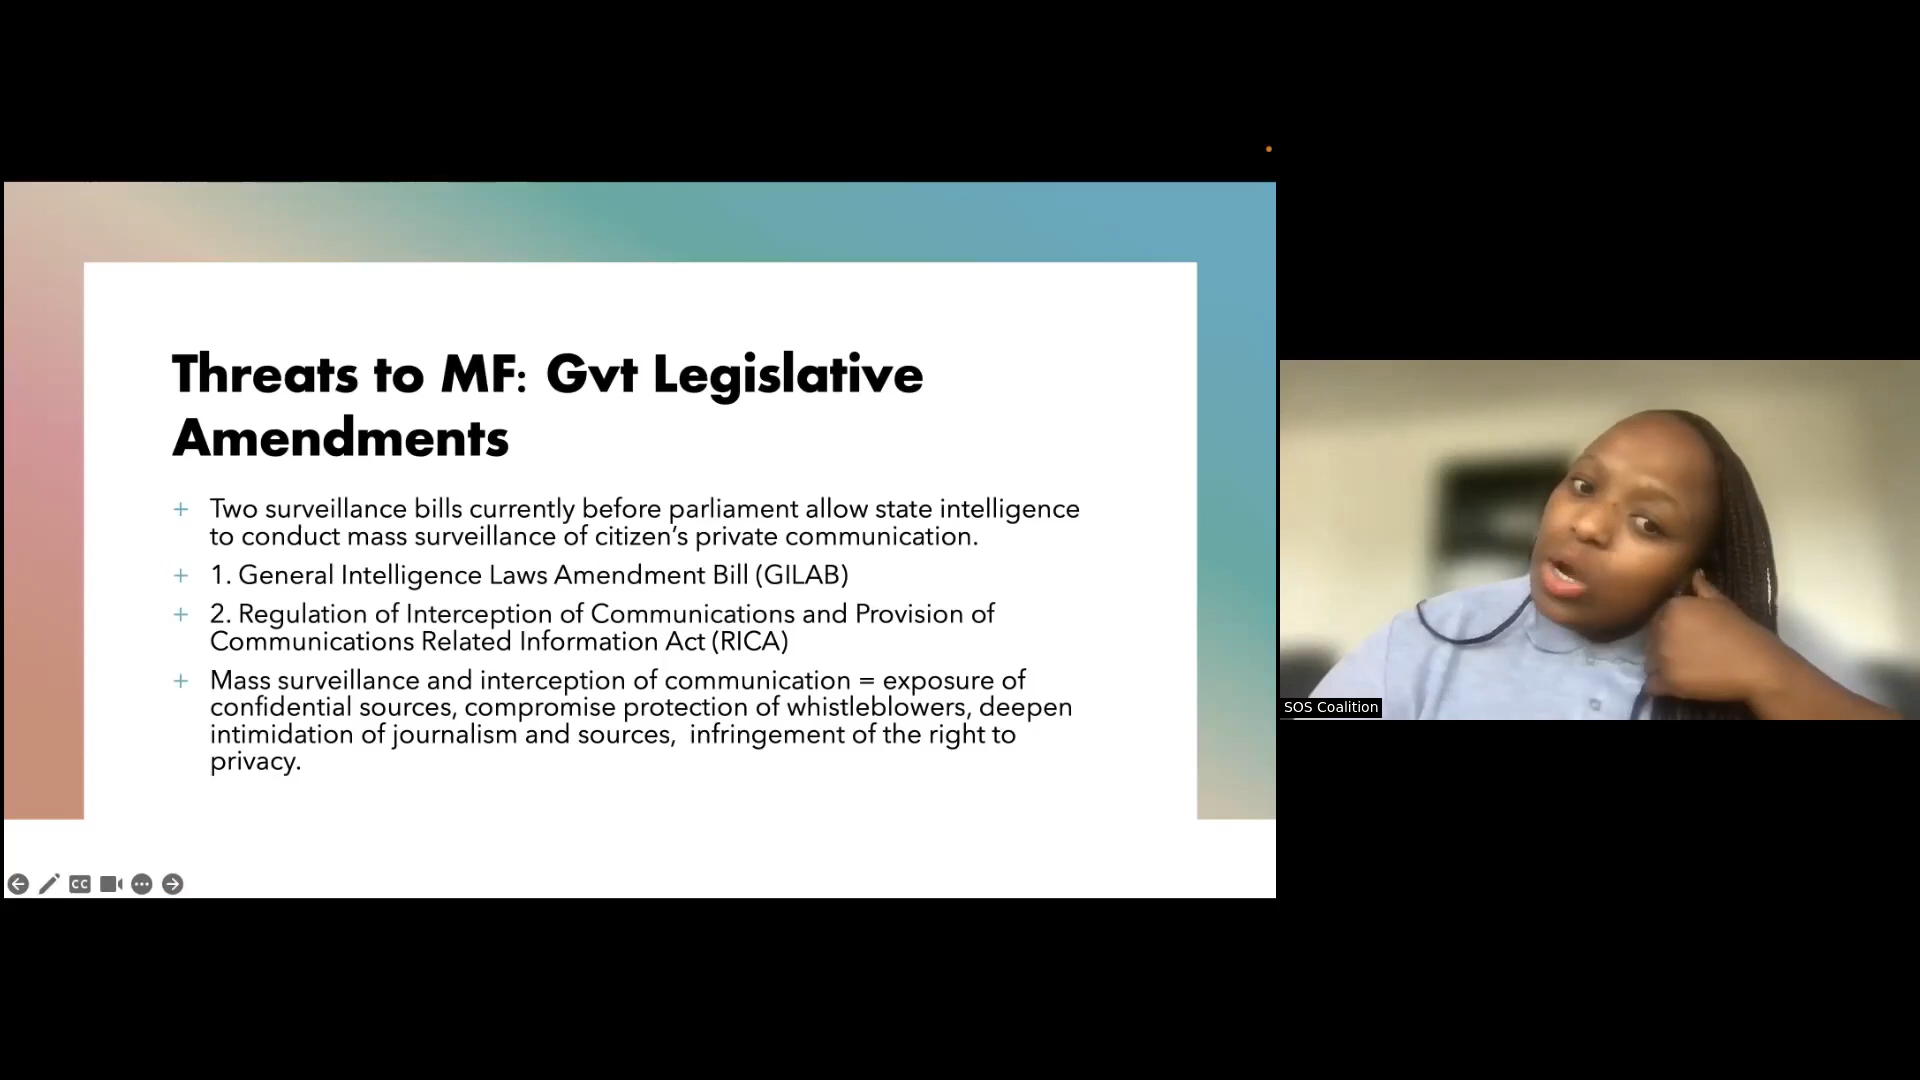 Threats to MF: Gvt Legislative
Amendments
+ Two surveillance bills currently before parliament allow state intelligence
to conduct mass surveillance of citizen’s private communication.
+ 1. General Intelligence Laws Amendment Bill (GILAB)
+ 2. Regulation of Interception of Communications and Provision of
Communications Related Information Act (RICA)
+ Mass surveillance and interception of communication = exposure of
confidential sources, compromise protection of whistleblowers, deepen
intimidation of journalism and sources,  infringement of the right to
privacy.
CC
SOS Coalition